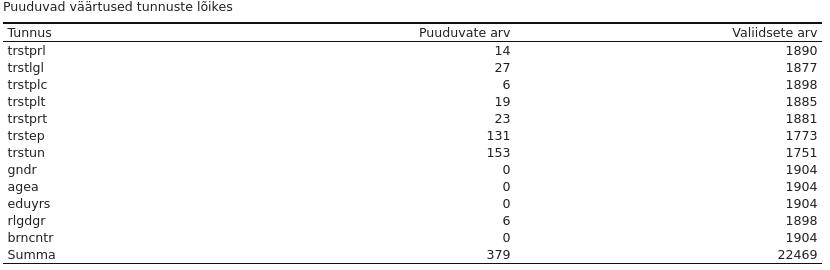 Puuduvad väärtused tunnuste lõikes
Tunnus Puuduvate arv Valiidsete arv
trstprl 14 1890
trstlgl 27 1877
trstplc 6 1898
trstplt 19 1885
trstprt 23 1881
trstep 131 1773
trstun 153 1751
gndr 0 1904
agea 0 1904
eduyrs 0 1904
rlgdgr 6 1898
brncntr 0 1904
Summa 379 22469